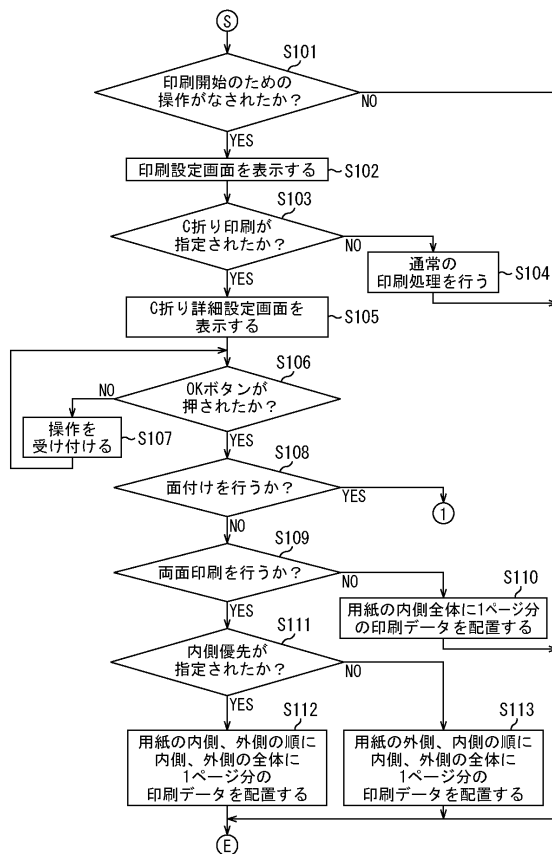 S
S101
印刷開始のための
操作がなされたか？
NO
YES
印刷設定画面を表示する
S102
S103
C折り印刷が
指定されたか？
NO
YES
通常の
印刷処理を行う
S104
C折り詳細設定画面を
表示する
S105
S106
OKボタンが
押されたか？
NO
YES
操作を
受け付ける
S107
S108
面付けを行うか？
YES
1
NO
S109
両面印刷を行うか？
NO
YES
S110
用紙の内側全体に1ページ分
の印刷データを配置する
S111
内側優先が
指定されたか？
NO
YES
S112
用紙の内側、外側の順に
内側、外側の全体に
1ページ分の
印刷データを配置する
S113
用紙の外側、内側の順に
内側、外側の全体に
1ページ分の
印刷データを配置する
E